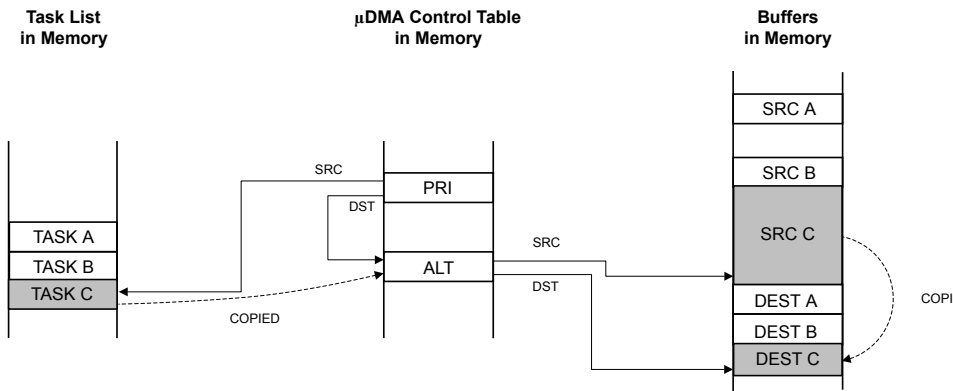 Task List
in Memory
µDMA Control Table
in Memory
Buffers
in Memory
SRC A
SRC B
SRC C
SRC
PRI
DST
TASK A
TASK B
TASK C
ALT
SRC
DST
COPIED
DEST A
DEST B
DEST C
COPI